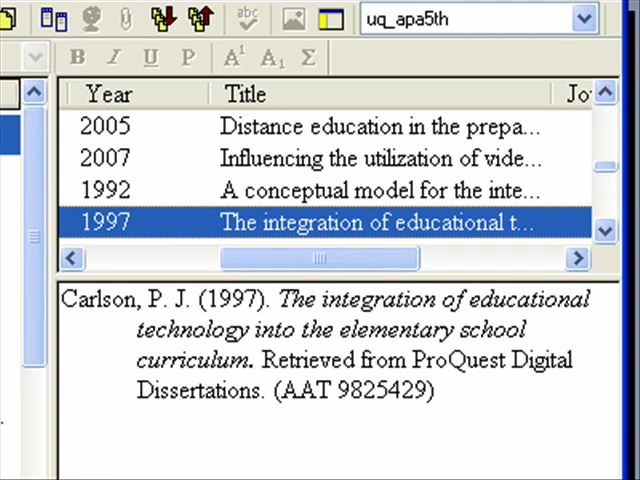 abc
uq_apa5th
B I U P A1 A1 Σ
Year Title Jo
2005 Distance education in the prepa...
2007 Influencing the utilization of vide...
1992 A conceptual model for the inte...
1997 The integration of educational t...
Carlson, P. J. (1997). The integration of educational
technology into the elementary school
curriculum. Retrieved from ProQuest Digital
Dissertations. (AAT 9825429)